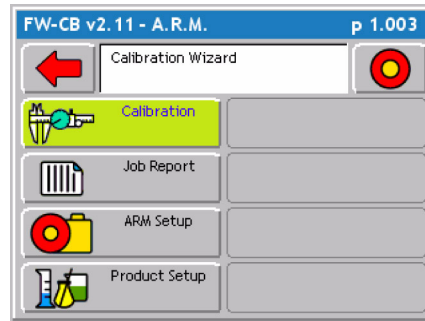 FW-CB v2.11 - A.R.M. p 1.003
Calibration Wizard
Calibration
Job Report
ARM Setup
Product Setup